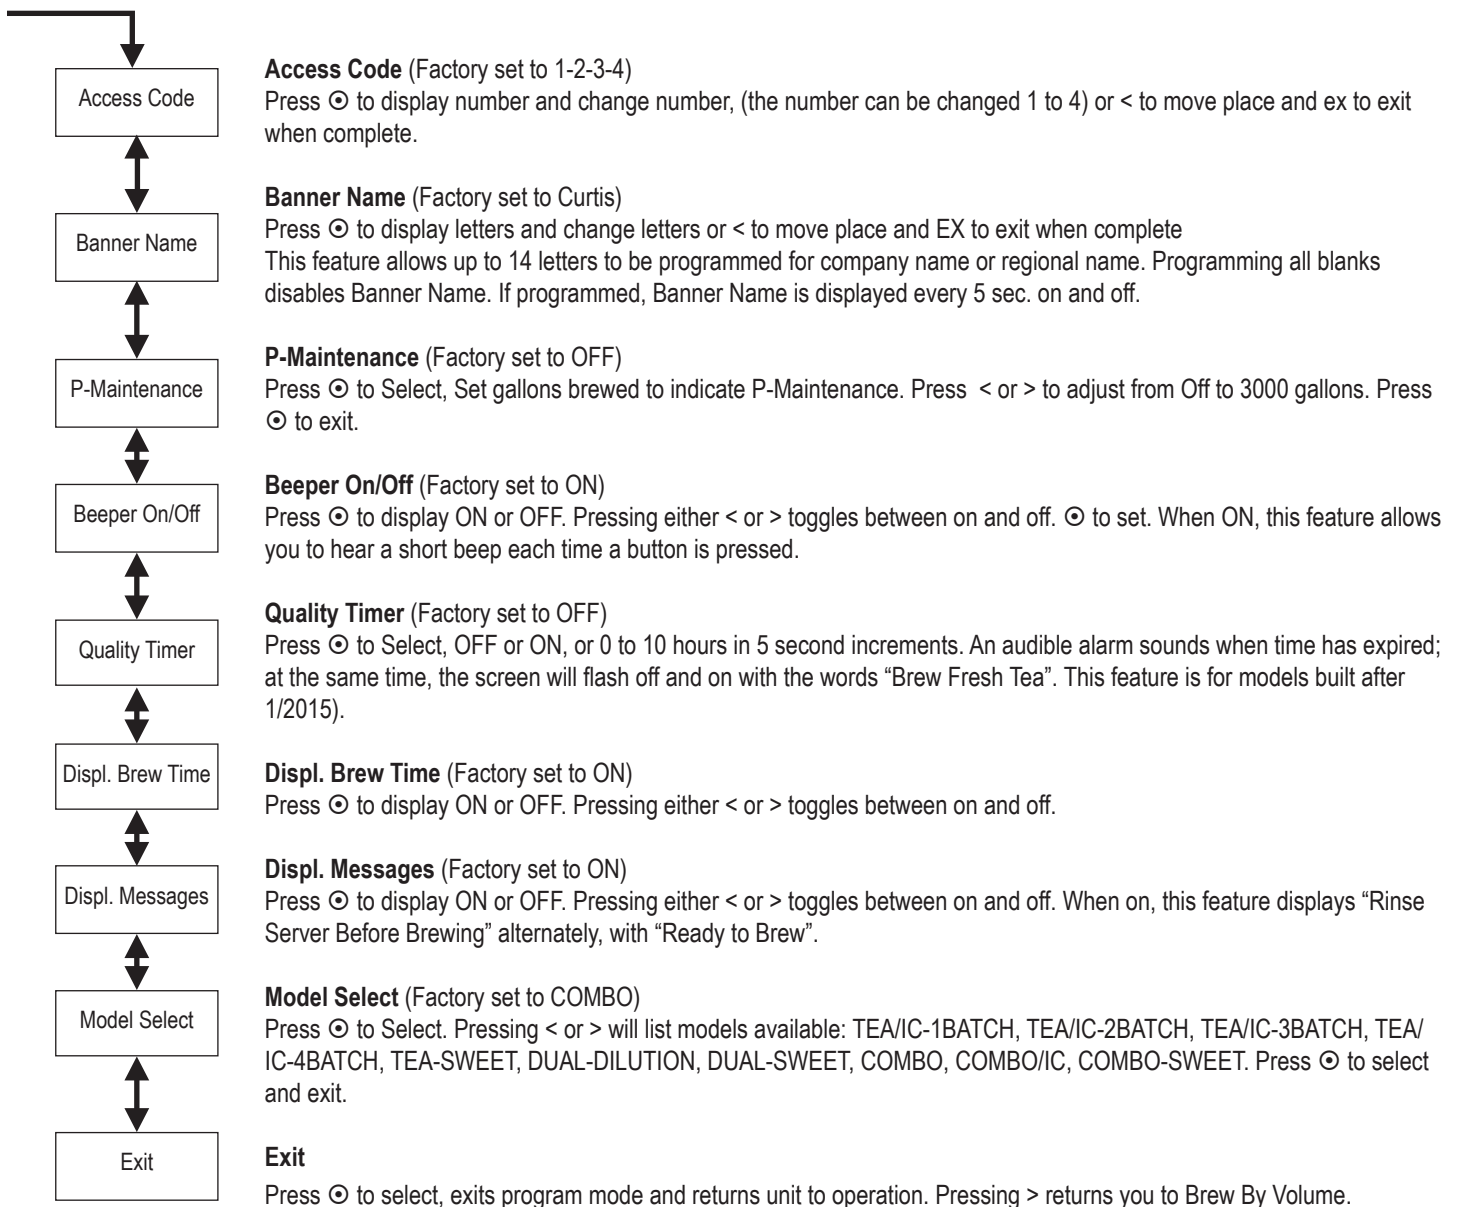 Access Code
Access Code (Factory set to 1-2-3-4)
Press ⊙ to display number and change number, (the number can be changed 1 to 4) or < to move place and ex to exit
when complete.
Banner Name
Banner Name (Factory set to Curtis)
Press ⊙ to display letters and change letters or < to move place and EX to exit when complete
This feature allows up to 14 letters to be programmed for company name or regional name. Programming all blanks
disables Banner Name. If programmed, Banner Name is displayed every 5 sec. on and off.
P-Maintenance
P-Maintenance (Factory set to OFF)
Press ⊙ to Select, Set gallons brewed to indicate P-Maintenance. Press < or > to adjust from Off to 3000 gallons. Press
⊙ to exit.
Beeper On/Off
Beeper On/Off (Factory set to ON)
Press ⊙ to display ON or OFF. Pressing either < or > toggles between on and off. ⊙ to set. When ON, this feature allows
you to hear a short beep each time a button is pressed.
Quality Timer
Quality Timer (Factory set to OFF)
Press ⊙ to Select, OFF or ON, or 0 to 10 hours in 5 second increments. An audible alarm sounds when time has expired;
at the same time, the screen will flash off and on with the words “Brew Fresh Tea”. This feature is for models built after
1/2015).
Displ. Brew Time
Displ. Brew Time (Factory set to ON)
Press ⊙ to display ON or OFF. Pressing either < or > toggles between on and off.
Displ. Messages
Displ. Messages (Factory set to ON)
Press ⊙ to display ON or OFF. Pressing either < or > toggles between on and off. When on, this feature displays “Rinse
Server Before Brewing” alternately, with “Ready to Brew”.
Model Select
Model Select (Factory set to COMBO)
Press ⊙ to Select. Pressing < or > will list models available: TEA/IC-1BATCH, TEA/IC-2BATCH, TEA/IC-3BATCH, TEA/
IC-4BATCH, TEA-SWEET, DUAL-DILUTION, DUAL-SWEET, COMBO, COMBO/IC, COMBO-SWEET. Press ⊙ to select
and exit.
Exit
Exit
Press ⊙ to select, exits program mode and returns unit to operation. Pressing > returns you to Brew By Volume.